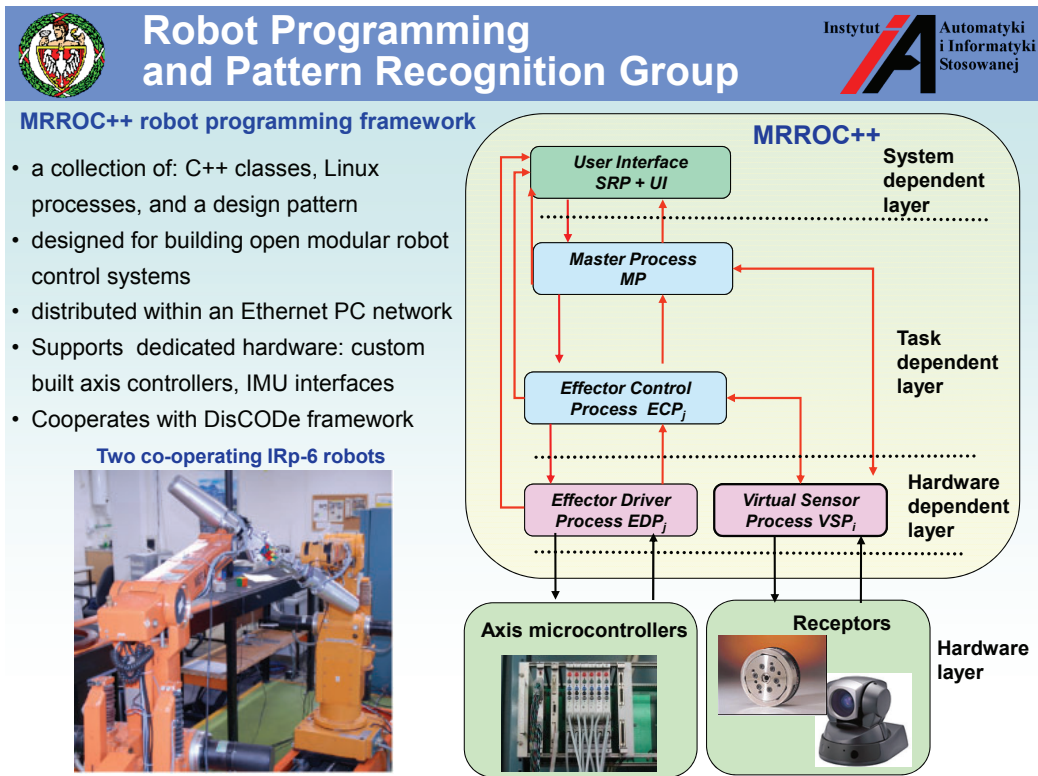 Robot Programming
and Pattern Recognition Group
Instytut
Automatyki
i Informatyki
Stosowanej
IA
MRROC++ robot programming framework
• a collection of: C++ classes, Linux
processes, and a design pattern
• designed for building open modular robot
control systems
• distributed within an Ethernet PC network
• Supports dedicated hardware: custom
built axis controllers, IMU interfaces
• Cooperates with DisCODe framework
Two co-operating IRp-6 robots
MRROC++
User Interface
SRP + UI
System
dependent
layer
Master Process
MP
Task
dependent
layer
Effector Control
Process ECPj
Effector Driver
Process EDPj
Virtual Sensor
Process VSPi
Hardware
dependent
layer
Axis microcontrollers
Receptors
Hardware
layer